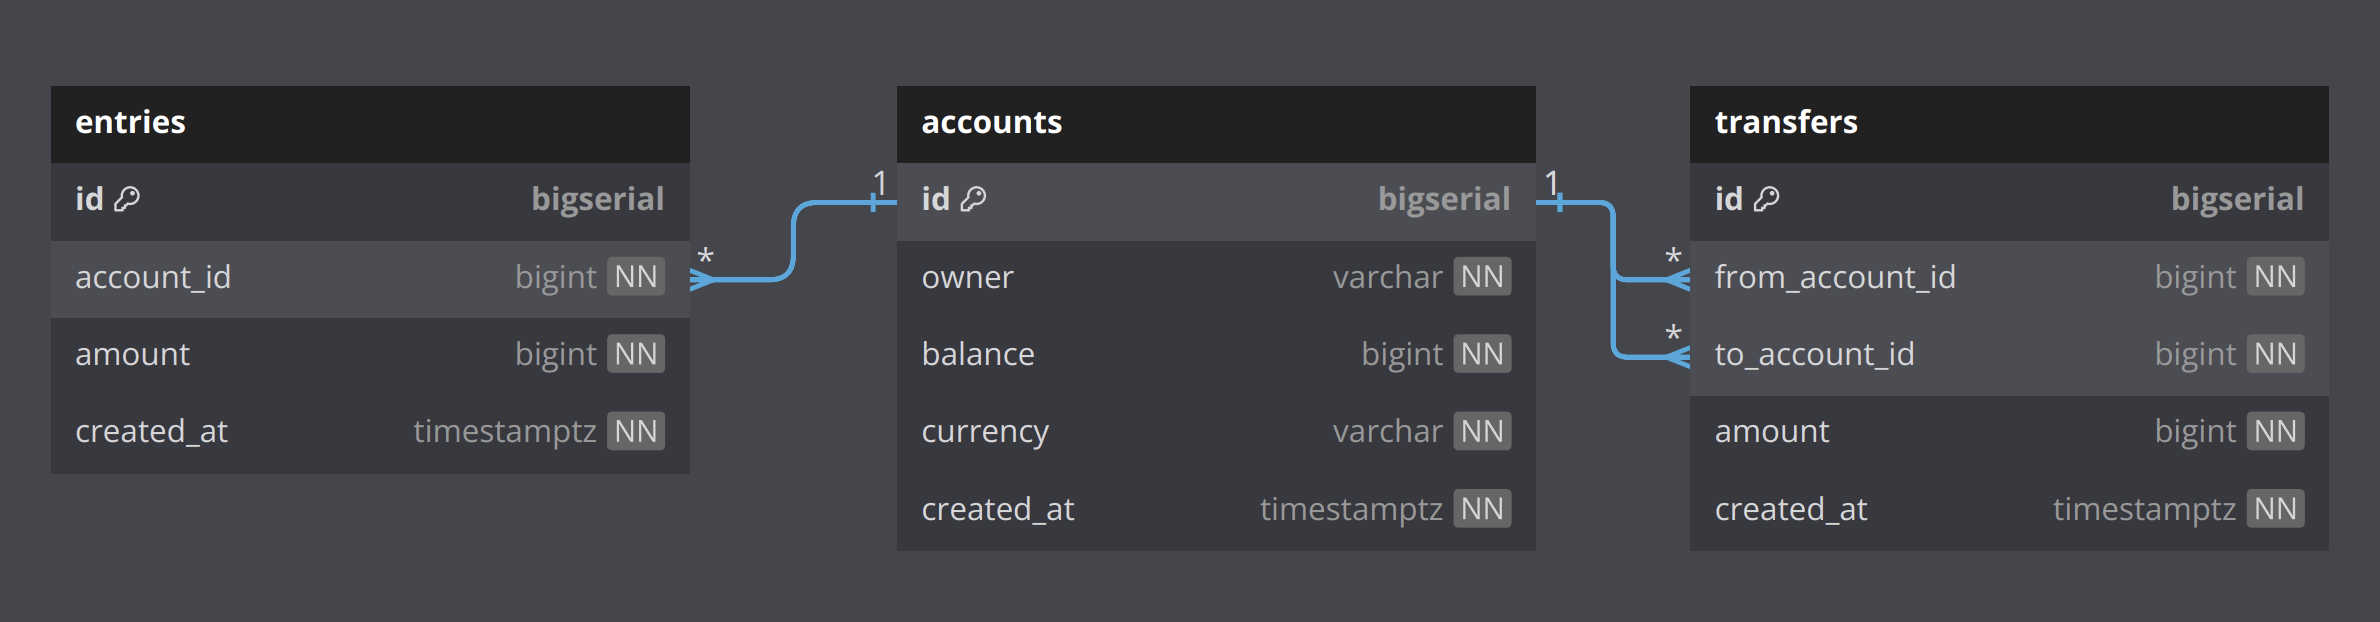 entries
id bigserial
account_id bigint NN
amount bigint NN
created_at timestamptz NN
1
*
accounts
id bigserial
owner varchar NN
balance bigint NN
currency varchar NN
created_at timestamptz NN
1
*
*
transfers
id bigserial
from_account_id bigint NN
to_account_id bigint NN
amount bigint NN
created_at timestamptz NN